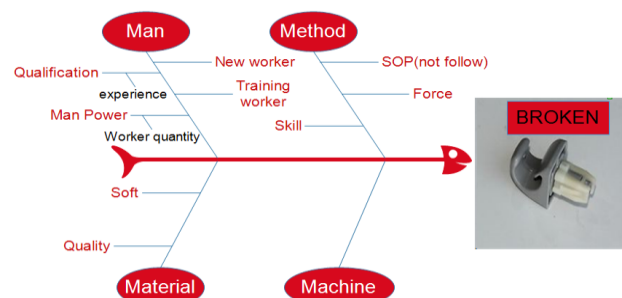 Man
Method
New worker
SOP(not follow)
Qualification
experience
Training
worker
Force
Man Power
Worker quantity
Skill
BROKEN
Soft
Quality
Material
Machine